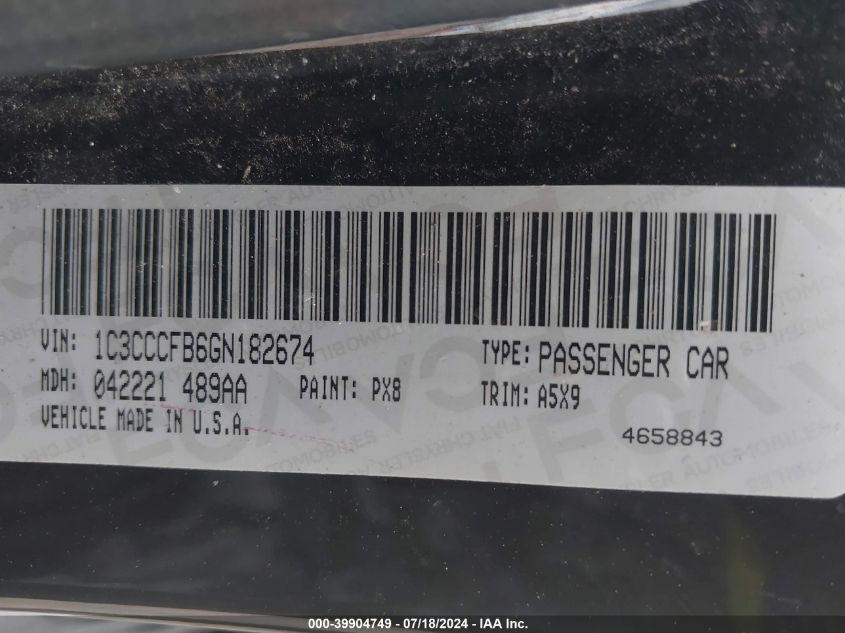 VIN: 1C3CCCFB6GN182674
TYPE: PASSENGER CAR
MDH: 042221 489AA
PAINT: PX8
TRIM: A5X9
VEHICLE MADE IN U.S.A.
4658843
000-39904749 - 07/18/2024 - IAA Inc.